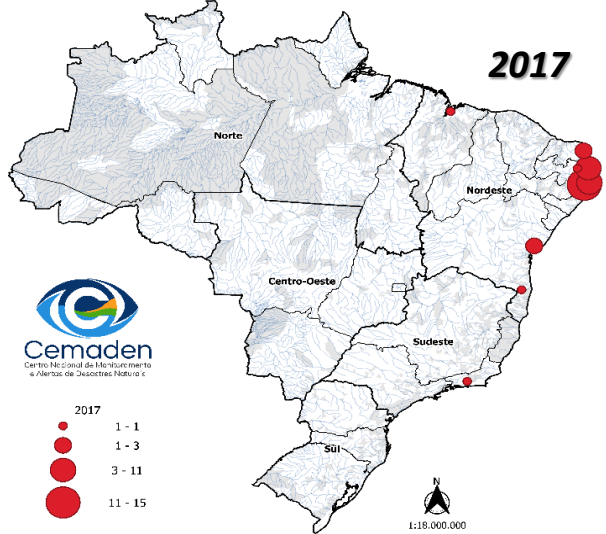 2017
Norte
Nordeste
Centro-Oeste
Sudeste
Sul
Cemaden
Centro Nacional de Monitoramento
e Alertas de Desastres Naturais
2017
1 - 1
1 - 3
3 - 11
11 - 15
N
1:18.000.000